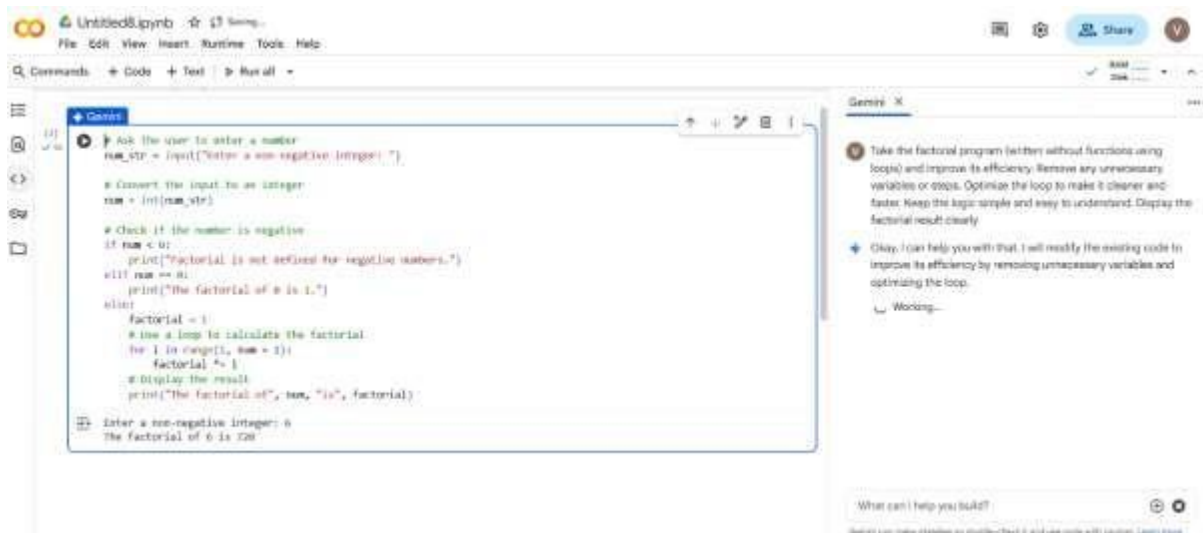 Untitled8.ipynb Saving...
File Edit View Insert Runtime Tools Help
Share
V
Commands + Code + Text Run all
RAM
Disk
Gemini
# Ask the user to enter a number
num_str = input("Enter a non-negative integer: ")
# Convert the input to an integer
num = int(num_str)
# Check if the number is negative
if num < 0:
print("Factorial is not defined for negative numbers.")
elif num == 0:
print("The factorial of 0 is 1.")
else:
factorial = 1
# Use a loop to calculate the factorial
for i in range(1, num + 1):
factorial *= i
# Display the result
print("The factorial of", num, "is", factorial)
Enter a non-negative integer: 6
The factorial of 6 is 720
Gemini X
V
Take the factorial program (written without functions using
loops) and improve its efficiency. Remove any unnecessary
variables or steps. Optimize the loop to make it cleaner and
faster. Keep the logic simple and easy to understand. Display the
factorial result clearly
Okay, I can help you with that. I will modify the existing code to
improve its efficiency by removing unnecessary variables and
optimizing the loop.
Working...
What can I help you build?